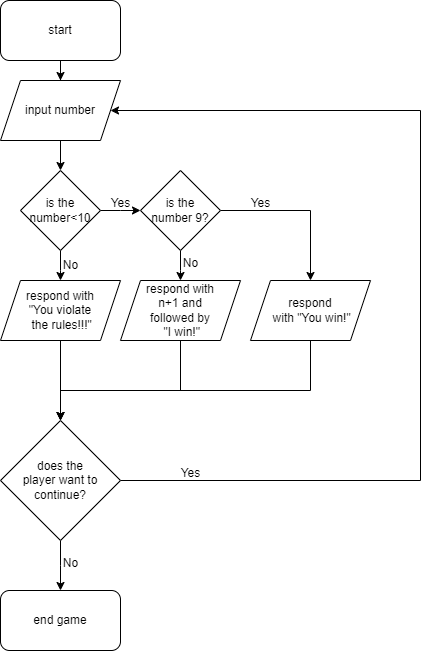 start
input number
is the
number<10
Yes
is the
number 9?
Yes
No
No
respond with
"You violate
the rules!!!"
respond with
n+1 and
followed by
"I win!"
respond
with "You win!"
does the
player want to
continue?
Yes
No
end game